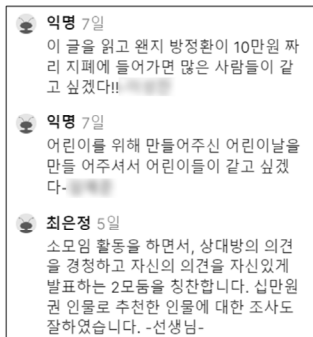 익명 7일
이 글을 읽고 왠지 방정환이 10만원 짜
리 지폐에 들어가면 많은 사람들이 같
고 싶겠다!!
익명 7일
어린이를 위해 만들어주신 어린이날을
만들 어주셔서 어린이들이 같고 싶겠
다-
최은정 5일
소모임 활동을 하면서, 상대방의 의견
을 경청하고 자신의 의견을 자신있게
발표하는 2모둠을 칭찬합니다. 십만원
권 인물로 추천한 인물에 대한 조사도
잘하였습니다. -선생님-